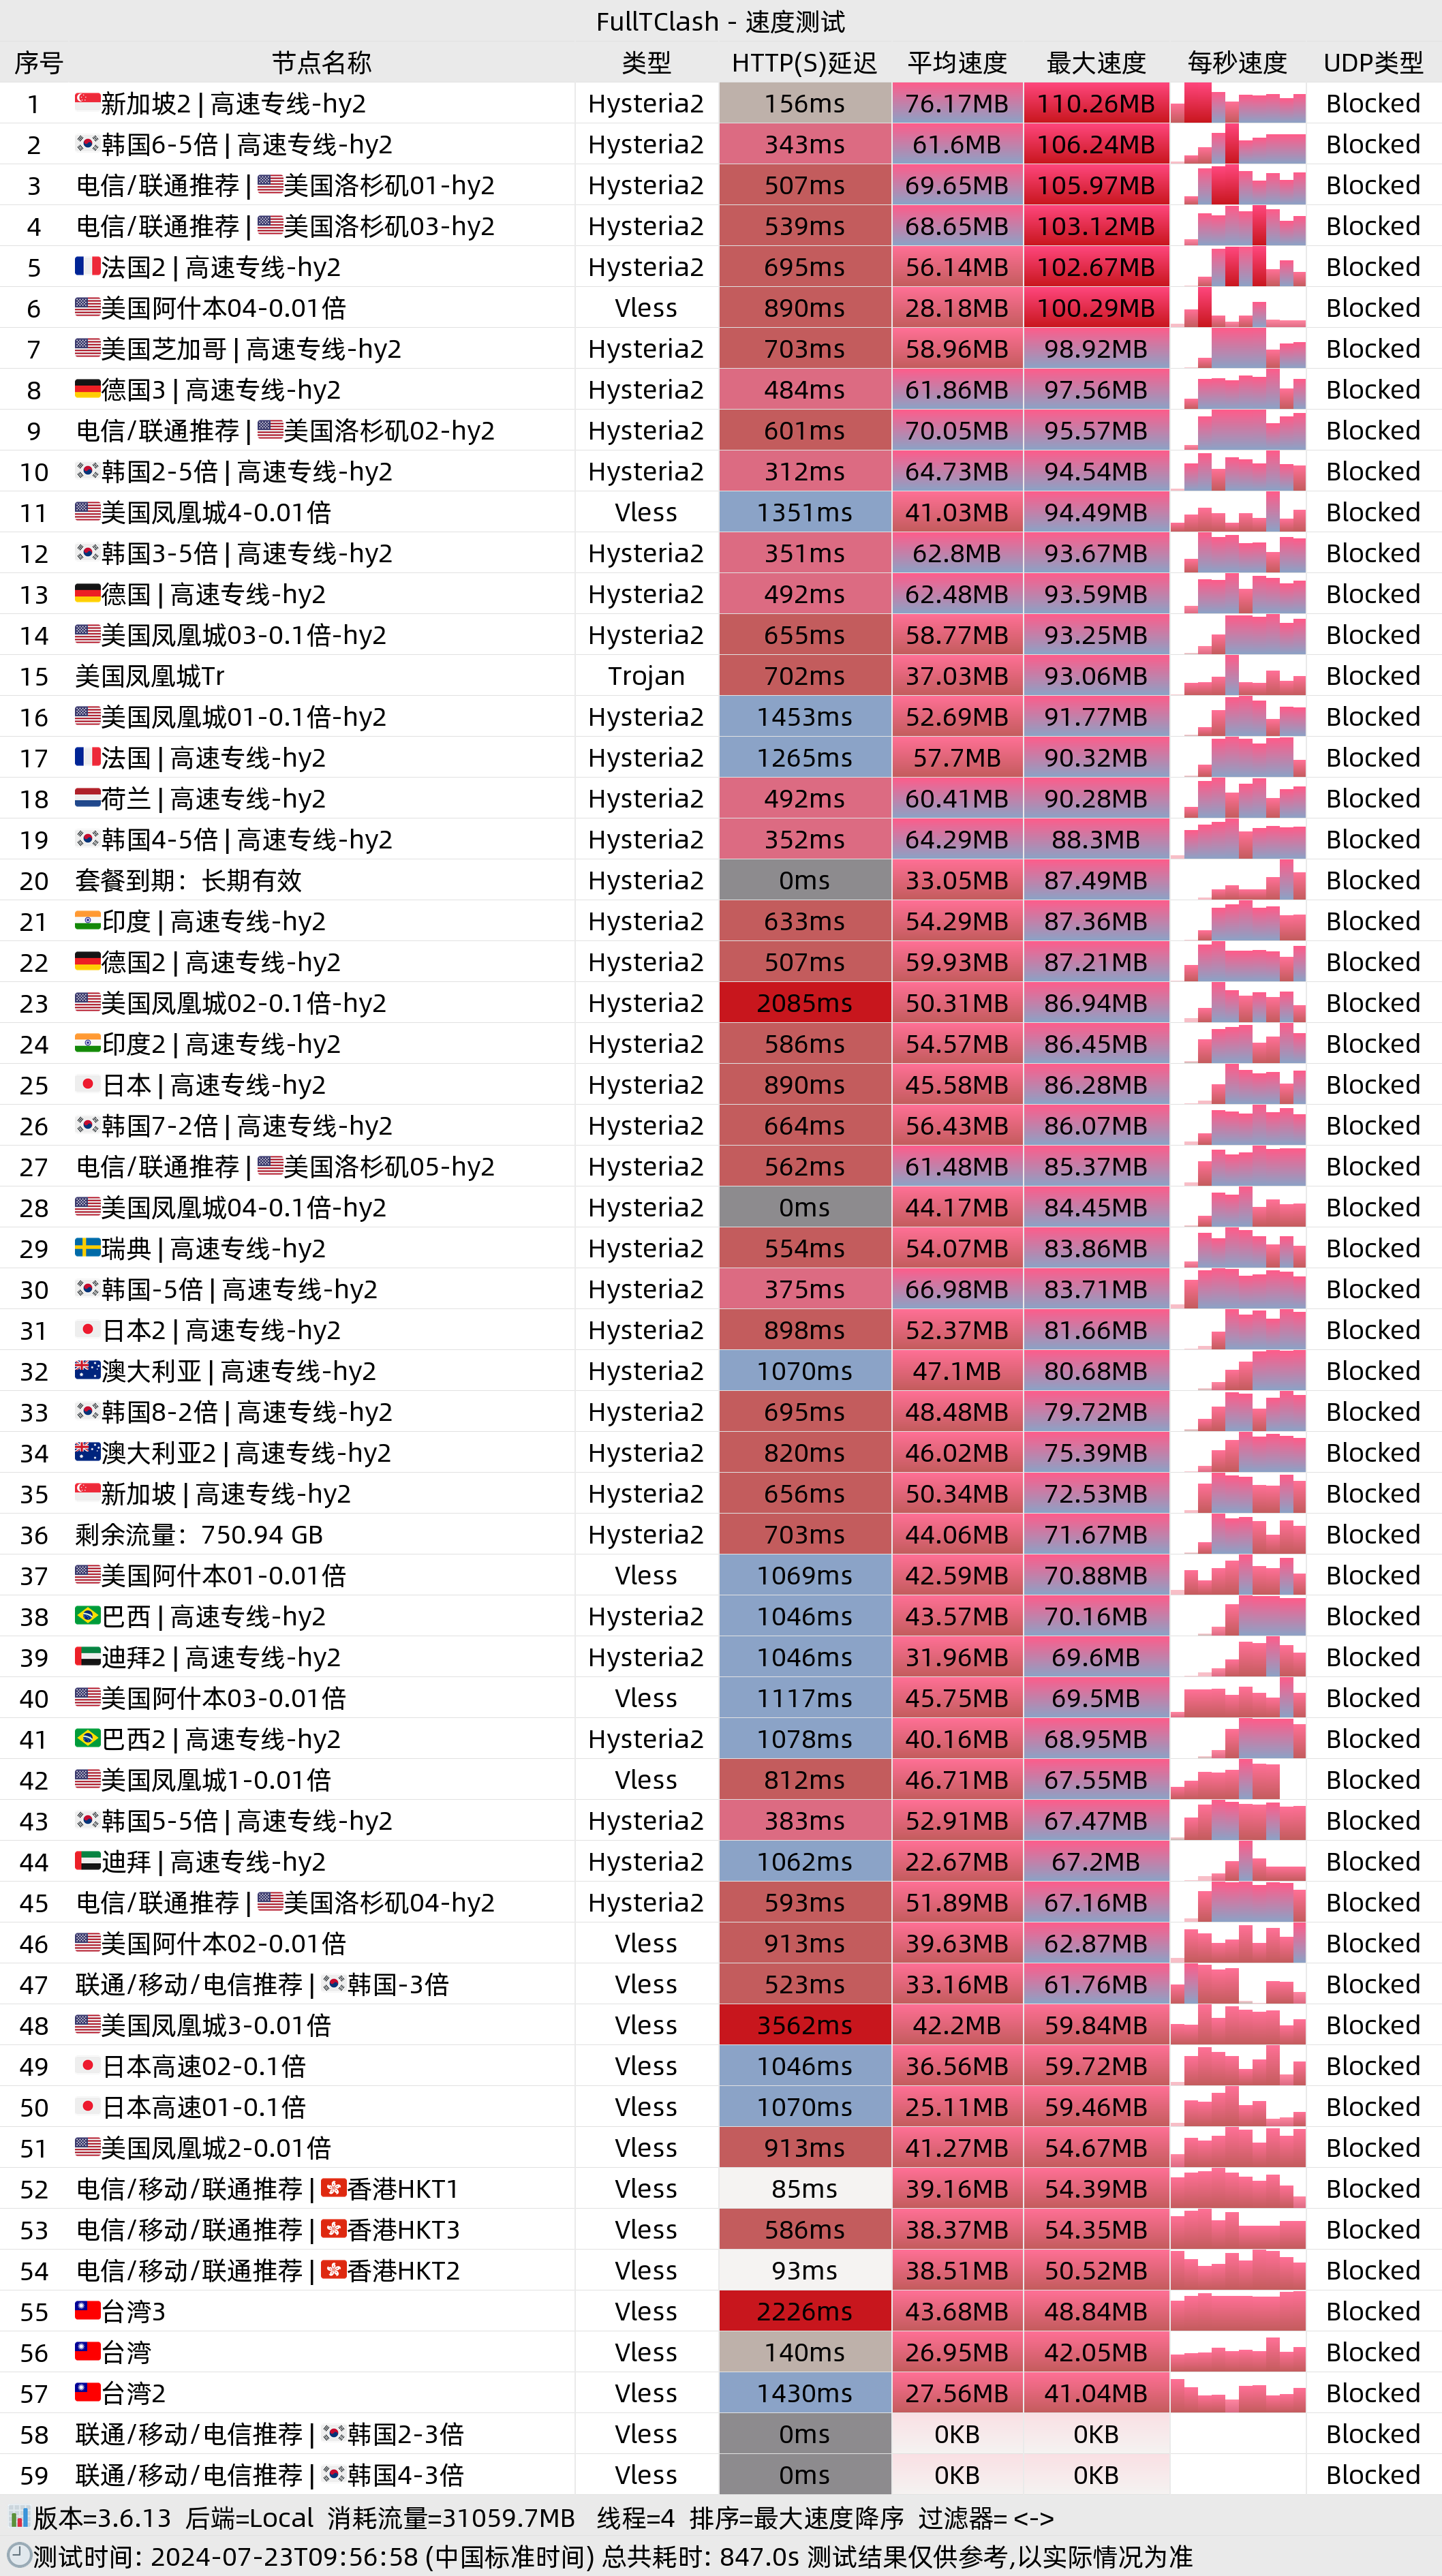 FullTClash - 速度测试
序号 节点名称 类型 HTTP(S)延迟 平均速度 最大速度 每秒速度 UDP类型
1 新加坡2 | 高速专线-hy2 Hysteria2 156ms 76.17MB 110.26MB Blocked
2 韩国6-5倍 | 高速专线-hy2 Hysteria2 343ms 61.6MB 106.24MB Blocked
3 电信/联通推荐 | 美国洛杉矶01-hy2 Hysteria2 507ms 69.65MB 105.97MB Blocked
4 电信/联通推荐 | 美国洛杉矶03-hy2 Hysteria2 539ms 68.65MB 103.12MB Blocked
5 法国2 | 高速专线-hy2 Hysteria2 695ms 56.14MB 102.67MB Blocked
6 美国阿什本04-0.01倍 Vless 890ms 28.18MB 100.29MB Blocked
7 美国芝加哥 | 高速专线-hy2 Hysteria2 703ms 58.96MB 98.92MB Blocked
8 德国3 | 高速专线-hy2 Hysteria2 484ms 61.86MB 97.56MB Blocked
9 电信/联通推荐 | 美国洛杉矶02-hy2 Hysteria2 601ms 70.05MB 95.57MB Blocked
10 韩国2-5倍 | 高速专线-hy2 Hysteria2 312ms 64.73MB 94.54MB Blocked
11 美国凤凰城4-0.01倍 Vless 1351ms 41.03MB 94.49MB Blocked
12 韩国3-5倍 | 高速专线-hy2 Hysteria2 351ms 62.8MB 93.67MB Blocked
13 德国 | 高速专线-hy2 Hysteria2 492ms 62.48MB 93.59MB Blocked
14 美国凤凰城03-0.1倍-hy2 Hysteria2 655ms 58.77MB 93.25MB Blocked
15 美国凤凰城Tr Trojan 702ms 37.03MB 93.06MB Blocked
16 美国凤凰城01-0.1倍-hy2 Hysteria2 1453ms 52.69MB 91.77MB Blocked
17 法国 | 高速专线-hy2 Hysteria2 1265ms 57.7MB 90.32MB Blocked
18 荷兰 | 高速专线-hy2 Hysteria2 492ms 60.41MB 90.28MB Blocked
19 韩国4-5倍 | 高速专线-hy2 Hysteria2 352ms 64.29MB 88.3MB Blocked
20 套餐到期：长期有效 Hysteria2 0ms 33.05MB 87.49MB Blocked
21 印度 | 高速专线-hy2 Hysteria2 633ms 54.29MB 87.36MB Blocked
22 德国2 | 高速专线-hy2 Hysteria2 507ms 59.93MB 87.21MB Blocked
23 美国凤凰城02-0.1倍-hy2 Hysteria2 2085ms 50.31MB 86.94MB Blocked
24 印度2 | 高速专线-hy2 Hysteria2 586ms 54.57MB 86.45MB Blocked
25 日本 | 高速专线-hy2 Hysteria2 890ms 45.58MB 86.28MB Blocked
26 韩国7-2倍 | 高速专线-hy2 Hysteria2 664ms 56.43MB 86.07MB Blocked
27 电信/联通推荐 | 美国洛杉矶05-hy2 Hysteria2 562ms 61.48MB 85.37MB Blocked
28 美国凤凰城04-0.1倍-hy2 Hysteria2 0ms 44.17MB 84.45MB Blocked
29 瑞典 | 高速专线-hy2 Hysteria2 554ms 54.07MB 83.86MB Blocked
30 韩国-5倍 | 高速专线-hy2 Hysteria2 375ms 66.98MB 83.71MB Blocked
31 日本2 | 高速专线-hy2 Hysteria2 898ms 52.37MB 81.66MB Blocked
32 澳大利亚 | 高速专线-hy2 Hysteria2 1070ms 47.1MB 80.68MB Blocked
33 韩国8-2倍 | 高速专线-hy2 Hysteria2 695ms 48.48MB 79.72MB Blocked
34 澳大利亚2 | 高速专线-hy2 Hysteria2 820ms 46.02MB 75.39MB Blocked
35 新加坡 | 高速专线-hy2 Hysteria2 656ms 50.34MB 72.53MB Blocked
36 剩余流量：750.94 GB Hysteria2 703ms 44.06MB 71.67MB Blocked
37 美国阿什本01-0.01倍 Vless 1069ms 42.59MB 70.88MB Blocked
38 巴西 | 高速专线-hy2 Hysteria2 1046ms 43.57MB 70.16MB Blocked
39 迪拜2 | 高速专线-hy2 Hysteria2 1046ms 31.96MB 69.6MB Blocked
40 美国阿什本03-0.01倍 Vless 1117ms 45.75MB 69.5MB Blocked
41 巴西2 | 高速专线-hy2 Hysteria2 1078ms 40.16MB 68.95MB Blocked
42 美国凤凰城1-0.01倍 Vless 812ms 46.71MB 67.55MB Blocked
43 韩国5-5倍 | 高速专线-hy2 Hysteria2 383ms 52.91MB 67.47MB Blocked
44 迪拜 | 高速专线-hy2 Hysteria2 1062ms 22.67MB 67.2MB Blocked
45 电信/联通推荐 | 美国洛杉矶04-hy2 Hysteria2 593ms 51.89MB 67.16MB Blocked
46 美国阿什本02-0.01倍 Vless 913ms 39.63MB 62.87MB Blocked
47 联通/移动/电信推荐 | 韩国-3倍 Vless 523ms 33.16MB 61.76MB Blocked
48 美国凤凰城3-0.01倍 Vless 3562ms 42.2MB 59.84MB Blocked
49 日本高速02-0.1倍 Vless 1046ms 36.56MB 59.72MB Blocked
50 日本高速01-0.1倍 Vless 1070ms 25.11MB 59.46MB Blocked
51 美国凤凰城2-0.01倍 Vless 913ms 41.27MB 54.67MB Blocked
52 电信/移动/联通推荐 | 香港HKT1 Vless 85ms 39.16MB 54.39MB Blocked
53 电信/移动/联通推荐 | 香港HKT3 Vless 586ms 38.37MB 54.35MB Blocked
54 电信/移动/联通推荐 | 香港HKT2 Vless 93ms 38.51MB 50.52MB Blocked
55 台湾3 Vless 2226ms 43.68MB 48.84MB Blocked
56 台湾 Vless 140ms 26.95MB 42.05MB Blocked
57 台湾2 Vless 1430ms 27.56MB 41.04MB Blocked
58 联通/移动/电信推荐 | 韩国2-3倍 Vless 0ms 0KB 0KB Blocked
59 联通/移动/电信推荐 | 韩国4-3倍 Vless 0ms 0KB 0KB Blocked
版本=3.6.13 后端=Local 消耗流量=31059.7MB 线程=4 排序=最大速度降序 过滤器= <->
测试时间: 2024-07-23T09:56:58 (中国标准时间) 总共耗时: 847.0s 测试结果仅供参考,以实际情况为准